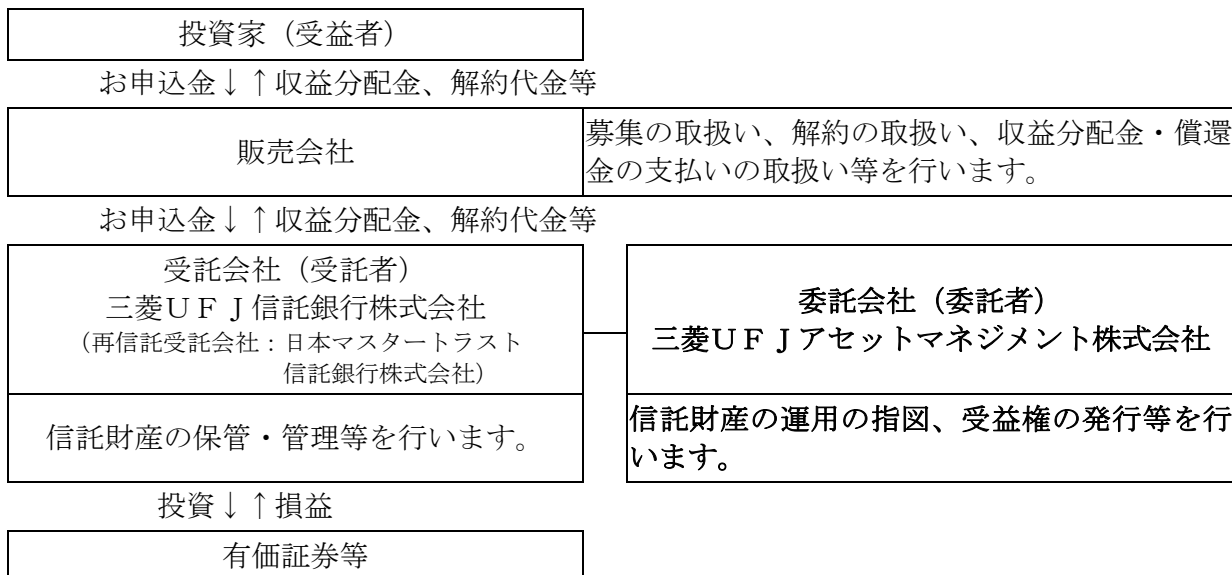 投資家（受益者）
お申込金↓↑収益分配金、解約代金等
販売会社
募集の取扱い、解約の取扱い、収益分配金・償還
金の支払いの取扱い等を行います。
お申込金↓↑収益分配金、解約代金等
受託会社（受託者）
三菱ＵＦＪ信託銀行株式会社
（再信託受託会社：日本マスタートラスト
信託銀行株式会社）
委託会社（委託者）
三菱ＵＦＪアセットマネジメント株式会社
信託財産の保管・管理等を行います。
信託財産の運用の指図、受益権の発行等を行
います。
投資↓↑損益
有価証券等